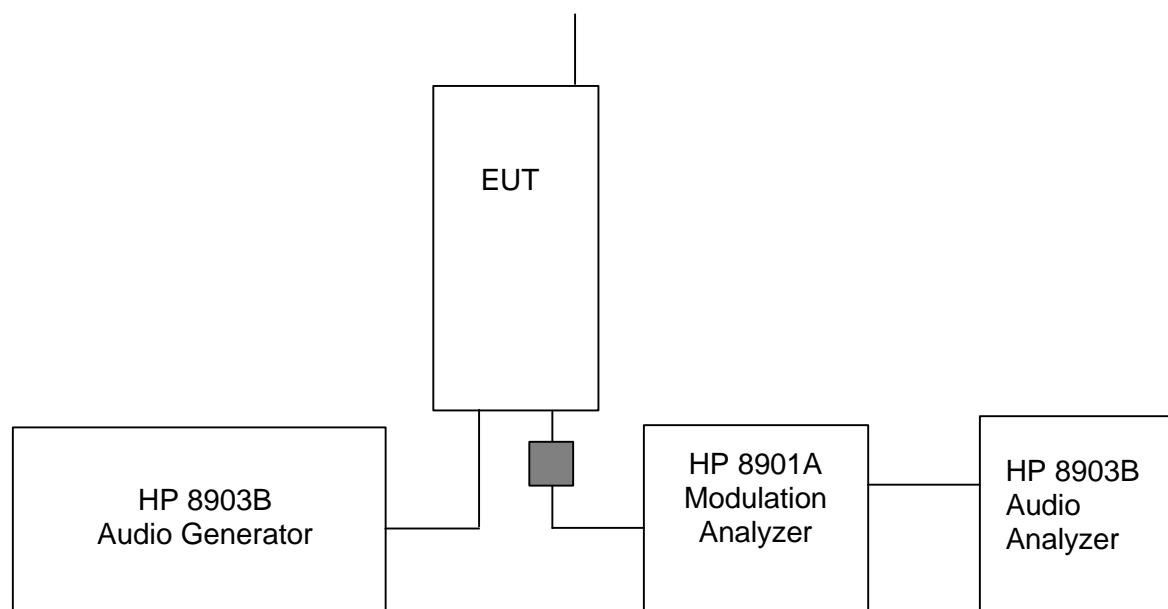 EUT
HP 8903B
Audio Generator
HP 8901A
Modulation
Analyzer
HP 8903B
Audio
Analyzer